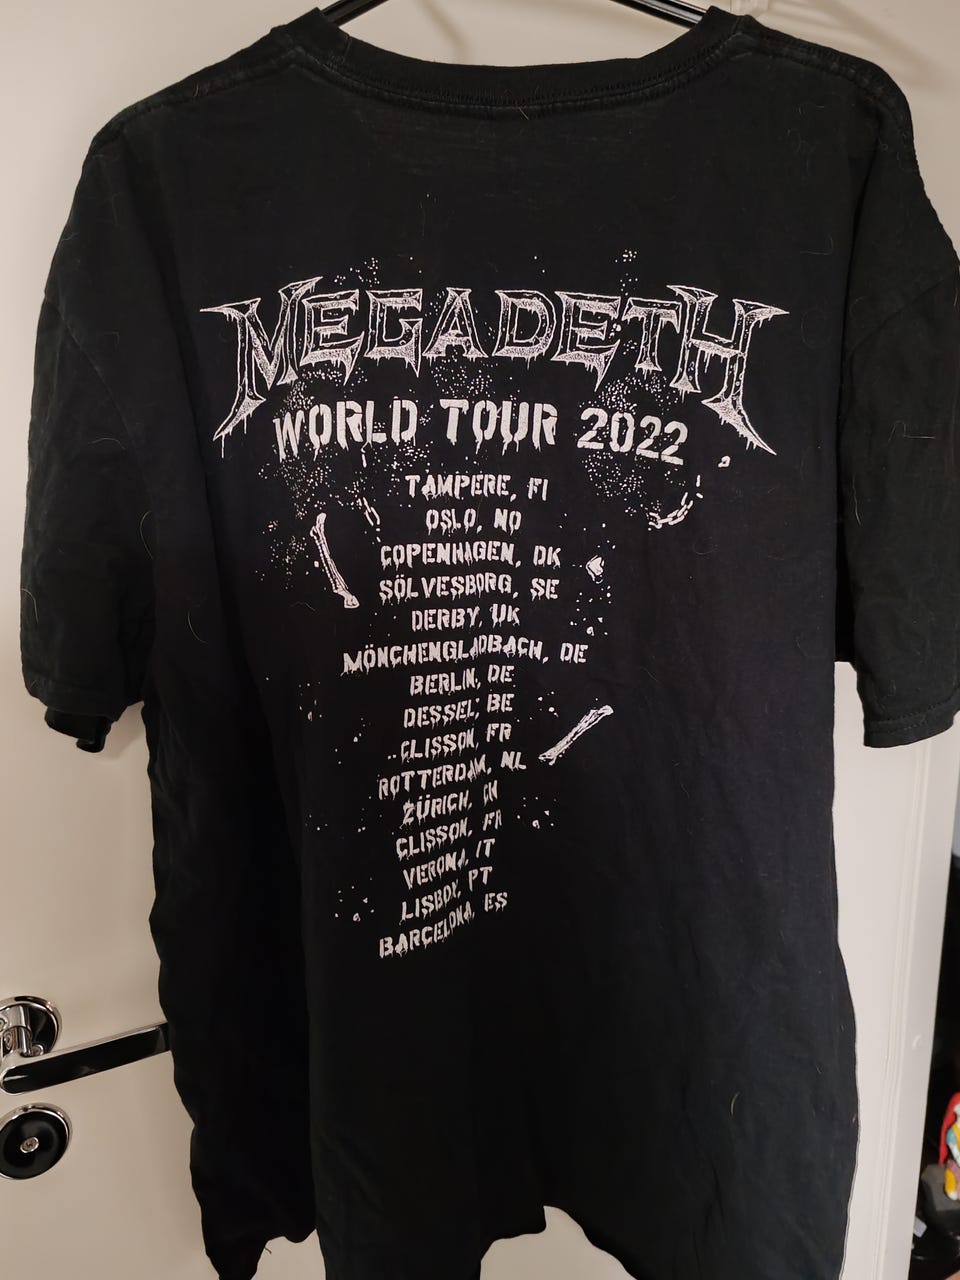 MEGADETH
WORLD TOUR 2022
TAMPERE, FI
OSLO, NO
COPENHAGEN, DK
SÖLVESBORG, SE
DERBY, UK
MÖNCHENGLADBACH, DE
BERLIN, DE
DESSEL, BE
CLISSON, FR
ROTTERDAM, NL
ZÜRICH, CH
CLISSON, FR
VERONA, IT
LISBON, PT
BARCELONA, ES